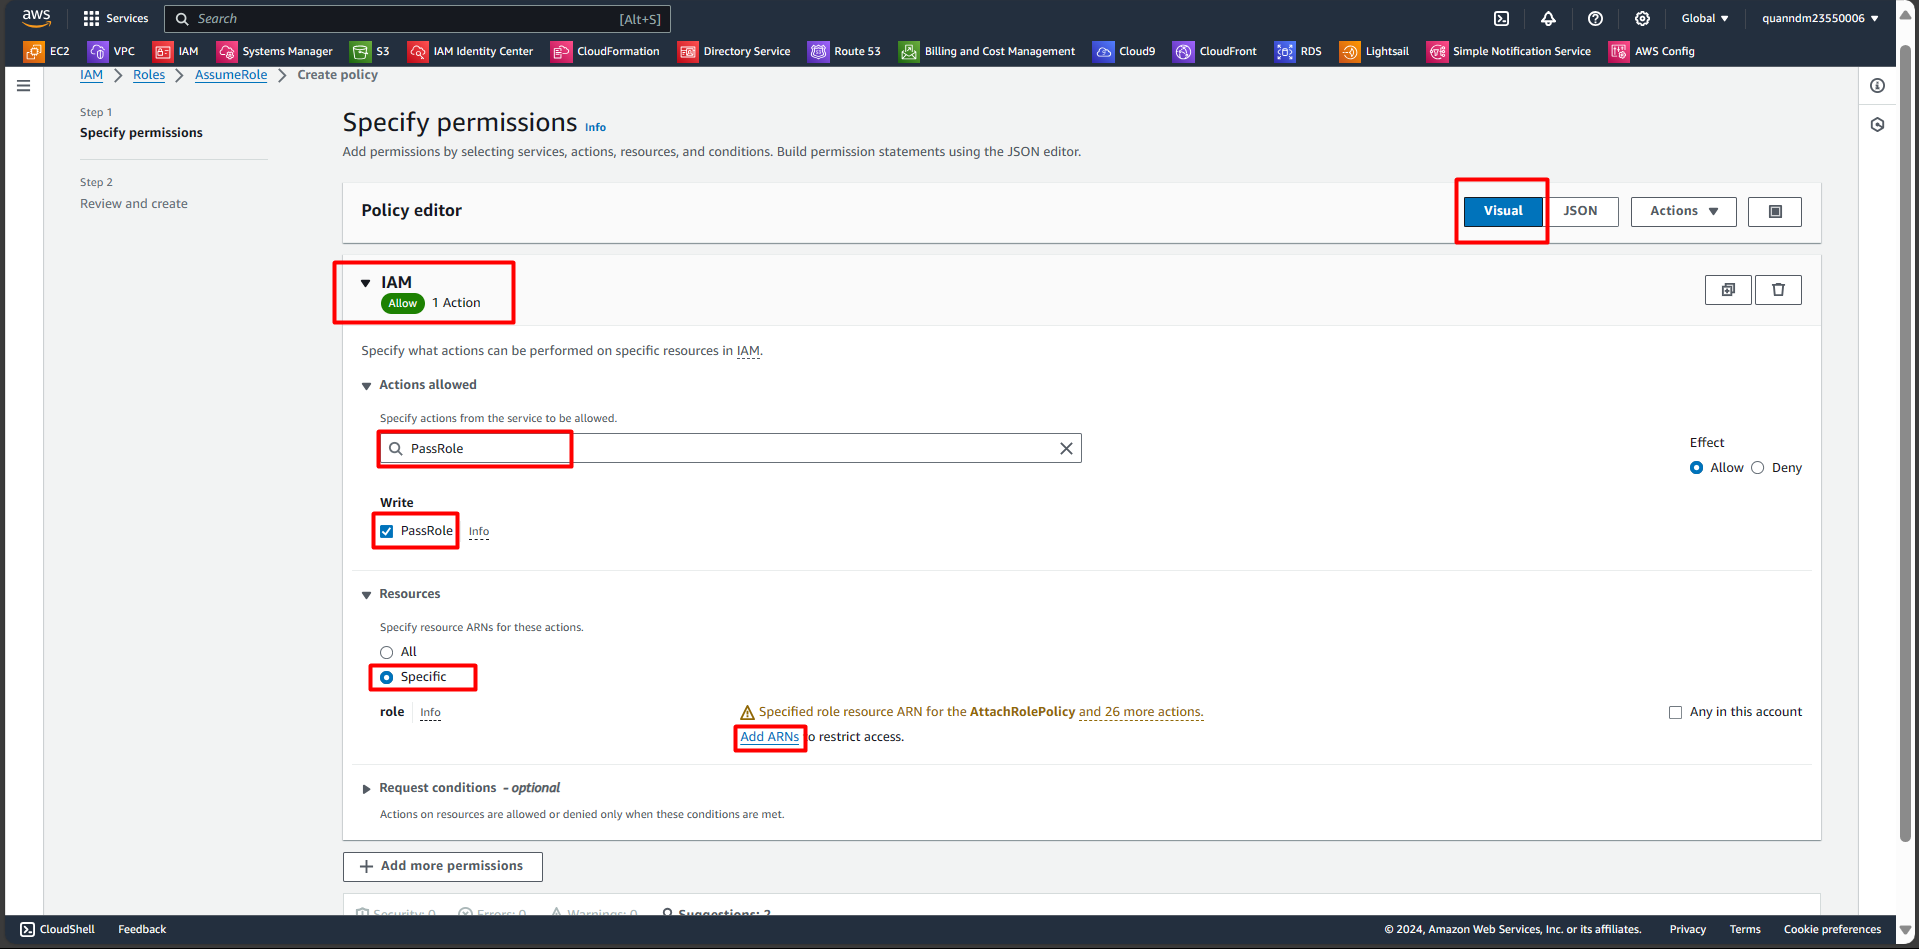 aws Services Search [Alt+S] Global quanndm23550006
EC2 VPC IAM Systems Manager S3 IAM Identity Center CloudFormation Directory Service Route 53 Billing and Cost Management Cloud9 CloudFront RDS Lightsail Simple Notification Service AWS Config
IAM Roles AssumeRole Create policy
Step 1
Specify permissions
Step 2
Review and create
Specify permissions Info
Add permissions by selecting services, actions, resources, and conditions. Build permission statements using the JSON editor.
Policy editor Visual JSON Actions
IAM
Allow 1 Action
Specify what actions can be performed on specific resources in IAM.
Actions allowed
Specify actions from the service to be allowed.
PassRole
Effect
Allow Deny
Write
PassRole Info
Resources
Specify resource ARNs for these actions.
All
Specific
role Info Specified role resource ARN for the AttachRolePolicy and 26 more actions. Any in this account
Add ARNs o restrict access.
Request conditions - optional
Actions on resources are allowed or denied only when these conditions are met.
Add more permissions
Security: 0 Errors: 0 Warnings: 0 Suggestions: 2
CloudShell Feedback © 2024, Amazon Web Services, Inc. or its affiliates. Privacy Terms Cookie preferences